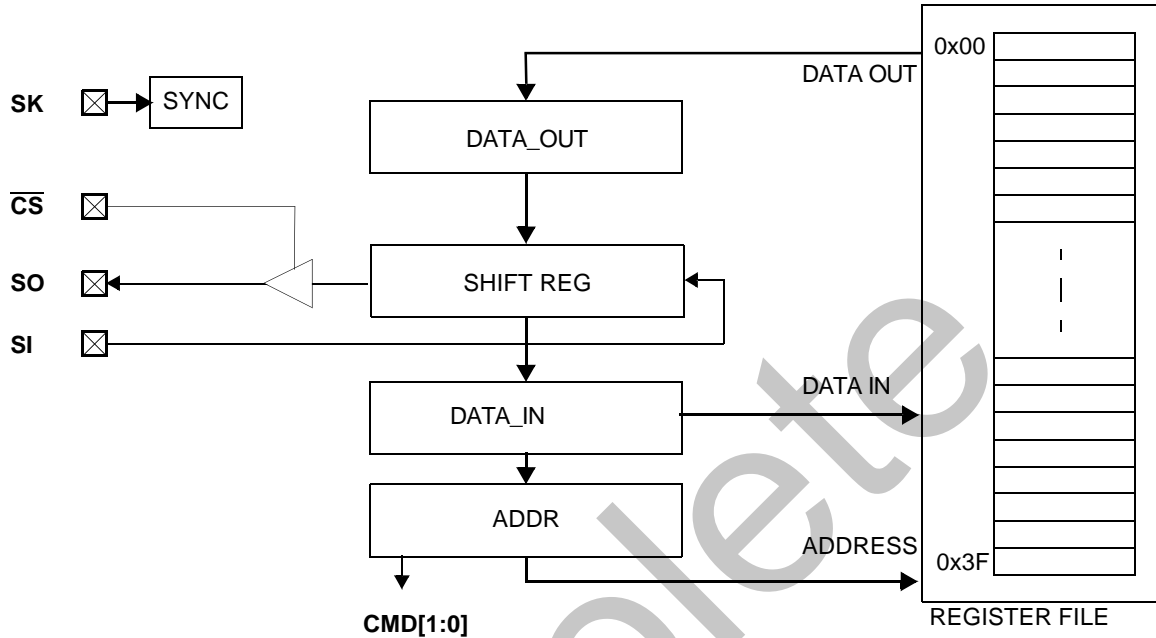 0x00
DATA OUT
SK
SYNC
DATA_OUT
CS
SO
SHIFT REG
SI
DATA IN
DATA_IN
ADDR
ADDRESS
0x3F
CMD[1:0]
REGISTER FILE
olete